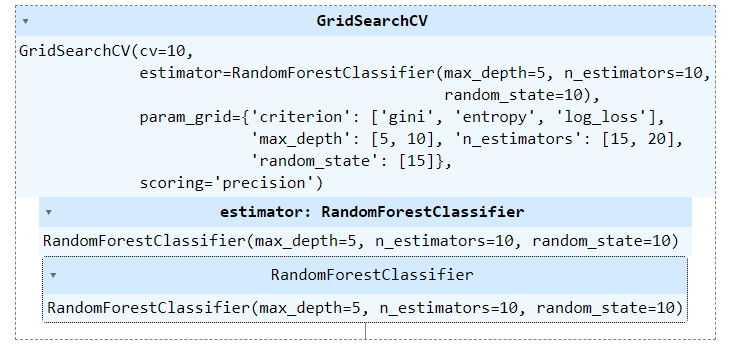 GridSearchCV
GridSearchCV(cv=10,
estimator=RandomForestClassifier(max_depth=5, n_estimators=10,
random_state=10),
param_grid={'criterion': ['gini', 'entropy', 'log_loss'],
'max_depth': [5, 10], 'n_estimators': [15, 20],
'random_state': [15]},
scoring='precision')
estimator: RandomForestClassifier
RandomForestClassifier(max_depth=5, n_estimators=10, random_state=10)
RandomForestClassifier
RandomForestClassifier(max_depth=5, n_estimators=10, random_state=10)